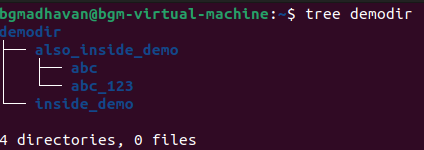 bgmadhavan@bgm-virtual-machine:~$ tree demodir
demodir
├── also_inside_demo
│   ├── abc
│   └── abc_123
└── inside_demo
4 directories, 0 files